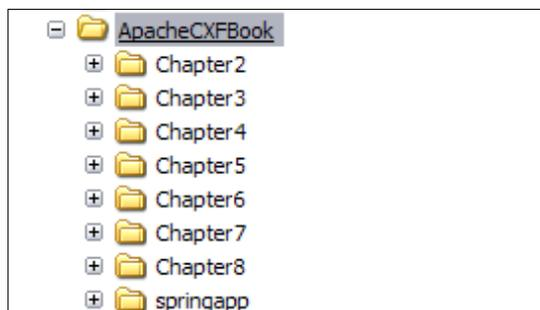 ApacheCXFBook
Chapter2
Chapter3
Chapter4
Chapter5
Chapter6
Chapter7
Chapter8
springapp